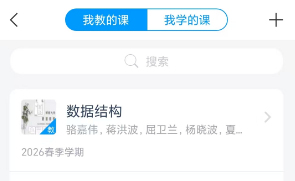 我教的课 我学的课
搜索
数据结构
教
骆嘉伟, 蒋洪波, 屈卫兰, 杨晓波, 夏...
2026春季学期